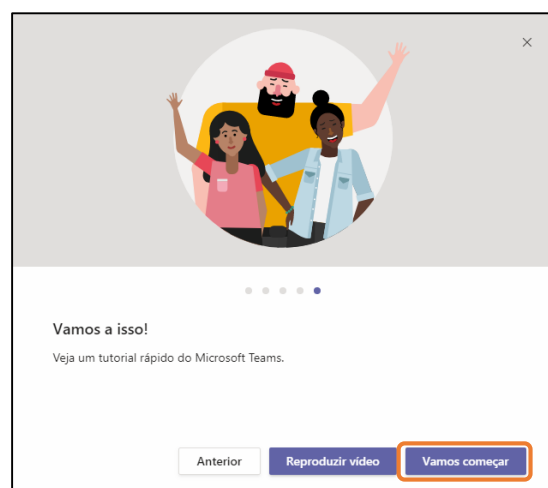 Vamos a isso!
Veja um tutorial rápido do Microsoft Teams.
Anterior
Reproduzir vídeo
Vamos começar